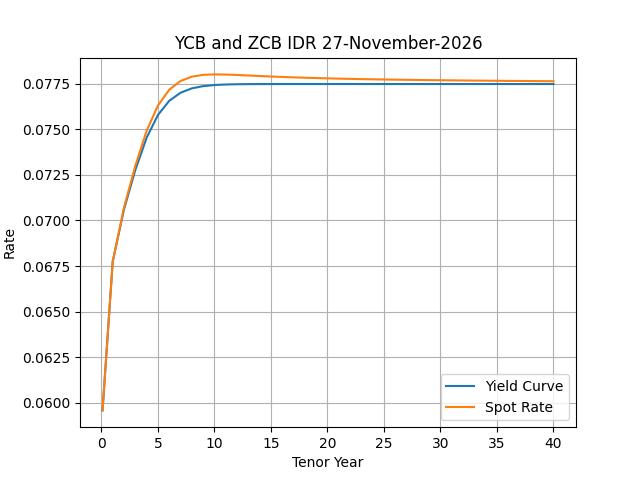 YCB and ZCB IDR 27-November-2026
0.0775
0.0750
0.0725
0.0700
0.0675
0.0650
0.0625
0.0600
Rate
0 5 10 15 20 25 30 35 40
Tenor Year
Yield Curve
Spot Rate